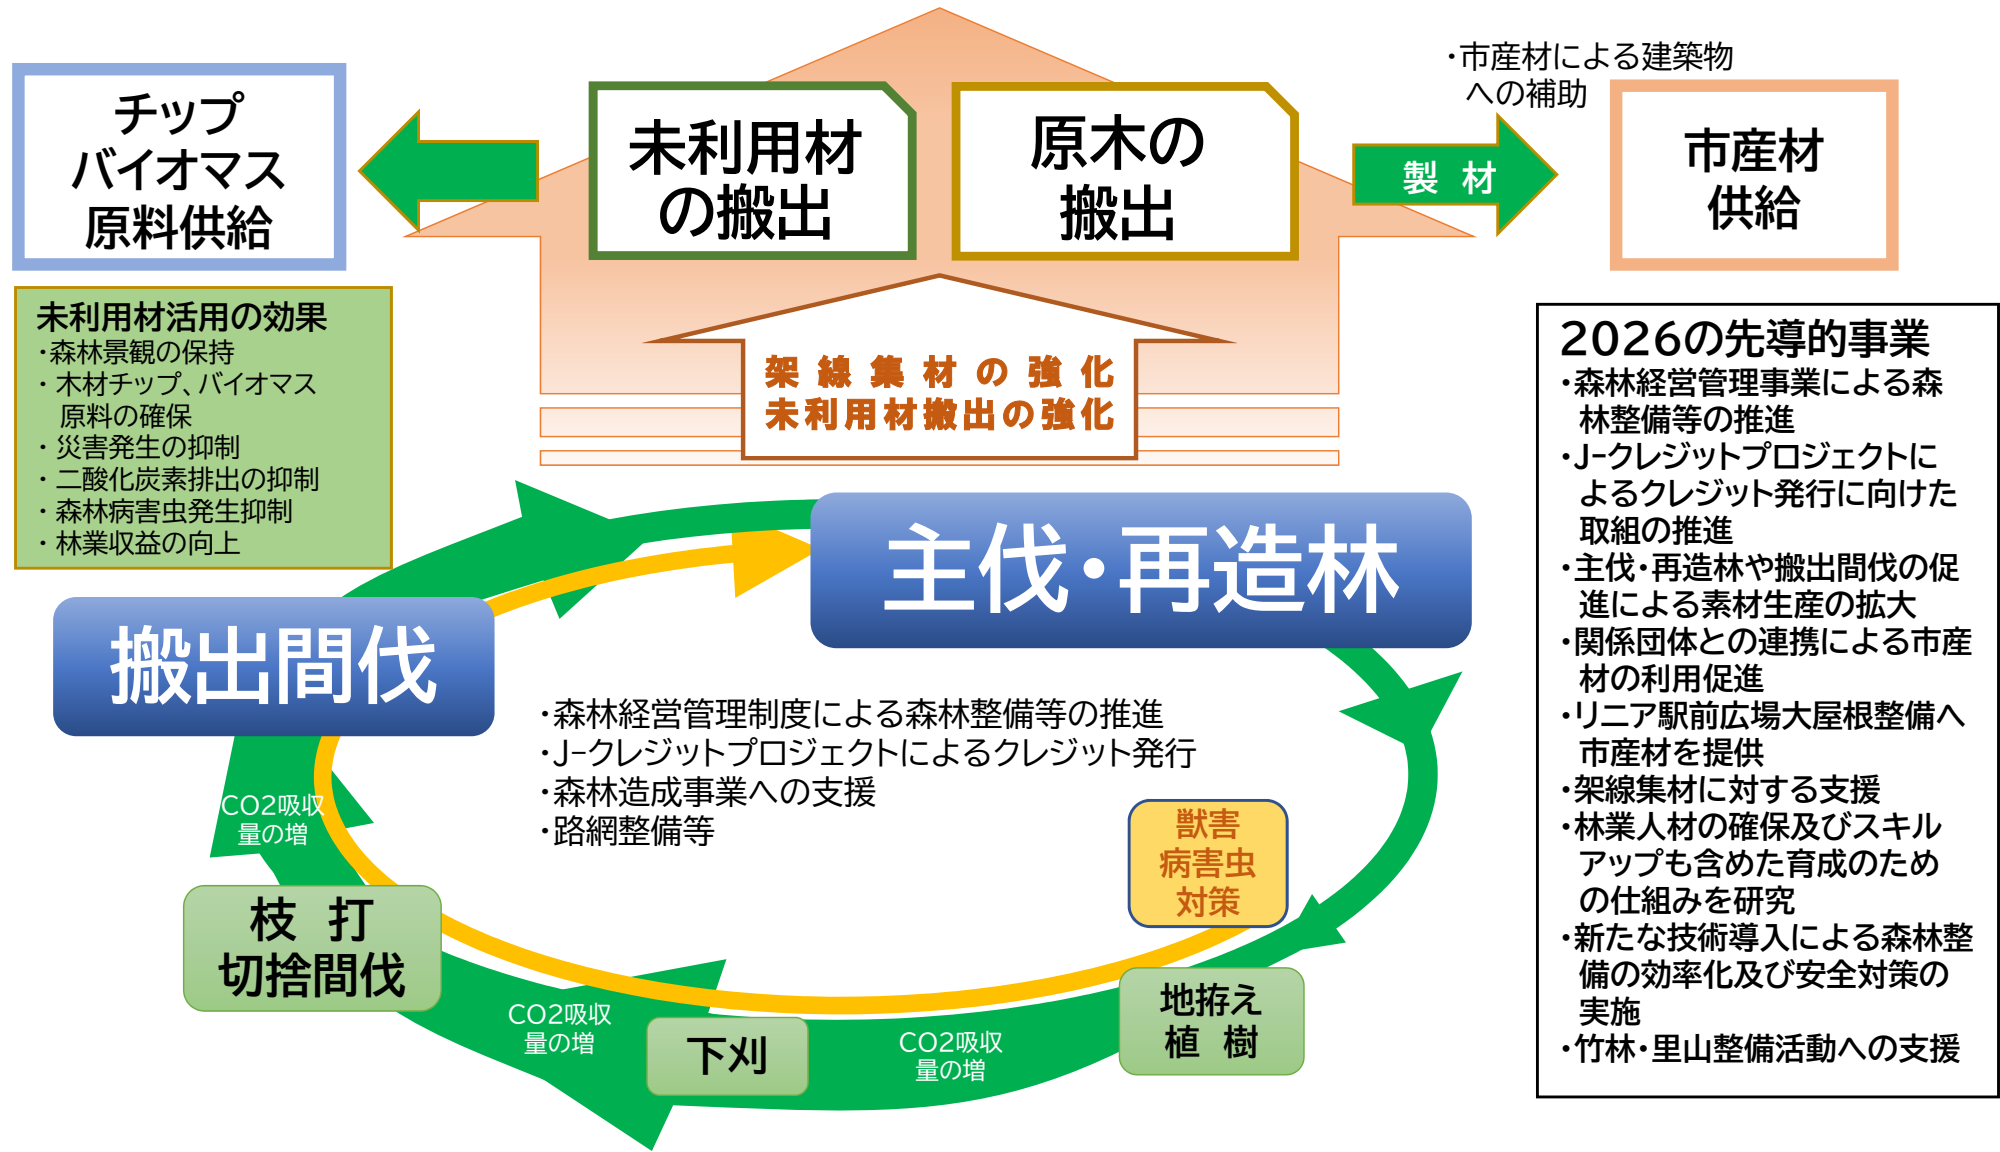 チップ
バイオマス
原料供給
未利用材
の搬出
原木の
搬出
製 材
・市産材による建築物
への補助
市産材
供給
未利用材活用の効果
・森林景観の保持
・木材チップ、バイオマス
原料の確保
・災害発生の抑制
・二酸化炭素排出の抑制
・森林病害虫発生抑制
・林業収益の向上
架線集材の強化
未利用材搬出の強化
主伐・再造林
搬出間伐
・森林経営管理制度による森林整備等の推進
・J-クレジットプロジェクトによるクレジット発行
・森林造成事業への支援
・路網整備等
CO2吸収
量の増
獣害
病害虫
対策
枝 打
切捨間伐
CO2吸収
量の増
下刈
CO2吸収
量の増
地拵え
植 樹
2026の先導的事業
・森林経営管理事業による森
林整備等の推進
・J-クレジットプロジェクトに
よるクレジット発行に向けた
取組の推進
・主伐・再造林や搬出間伐の促
進による素材生産の拡大
・関係団体との連携による市産
材の利用促進
・リニア駅前広場大屋根整備へ
市産材を提供
・架線集材に対する支援
・林業人材の確保及びスキル
アップも含めた育成のため
の仕組みを研究
・新たな技術導入による森林整
備の効率化及び安全対策の
実施
・竹林・里山整備活動への支援